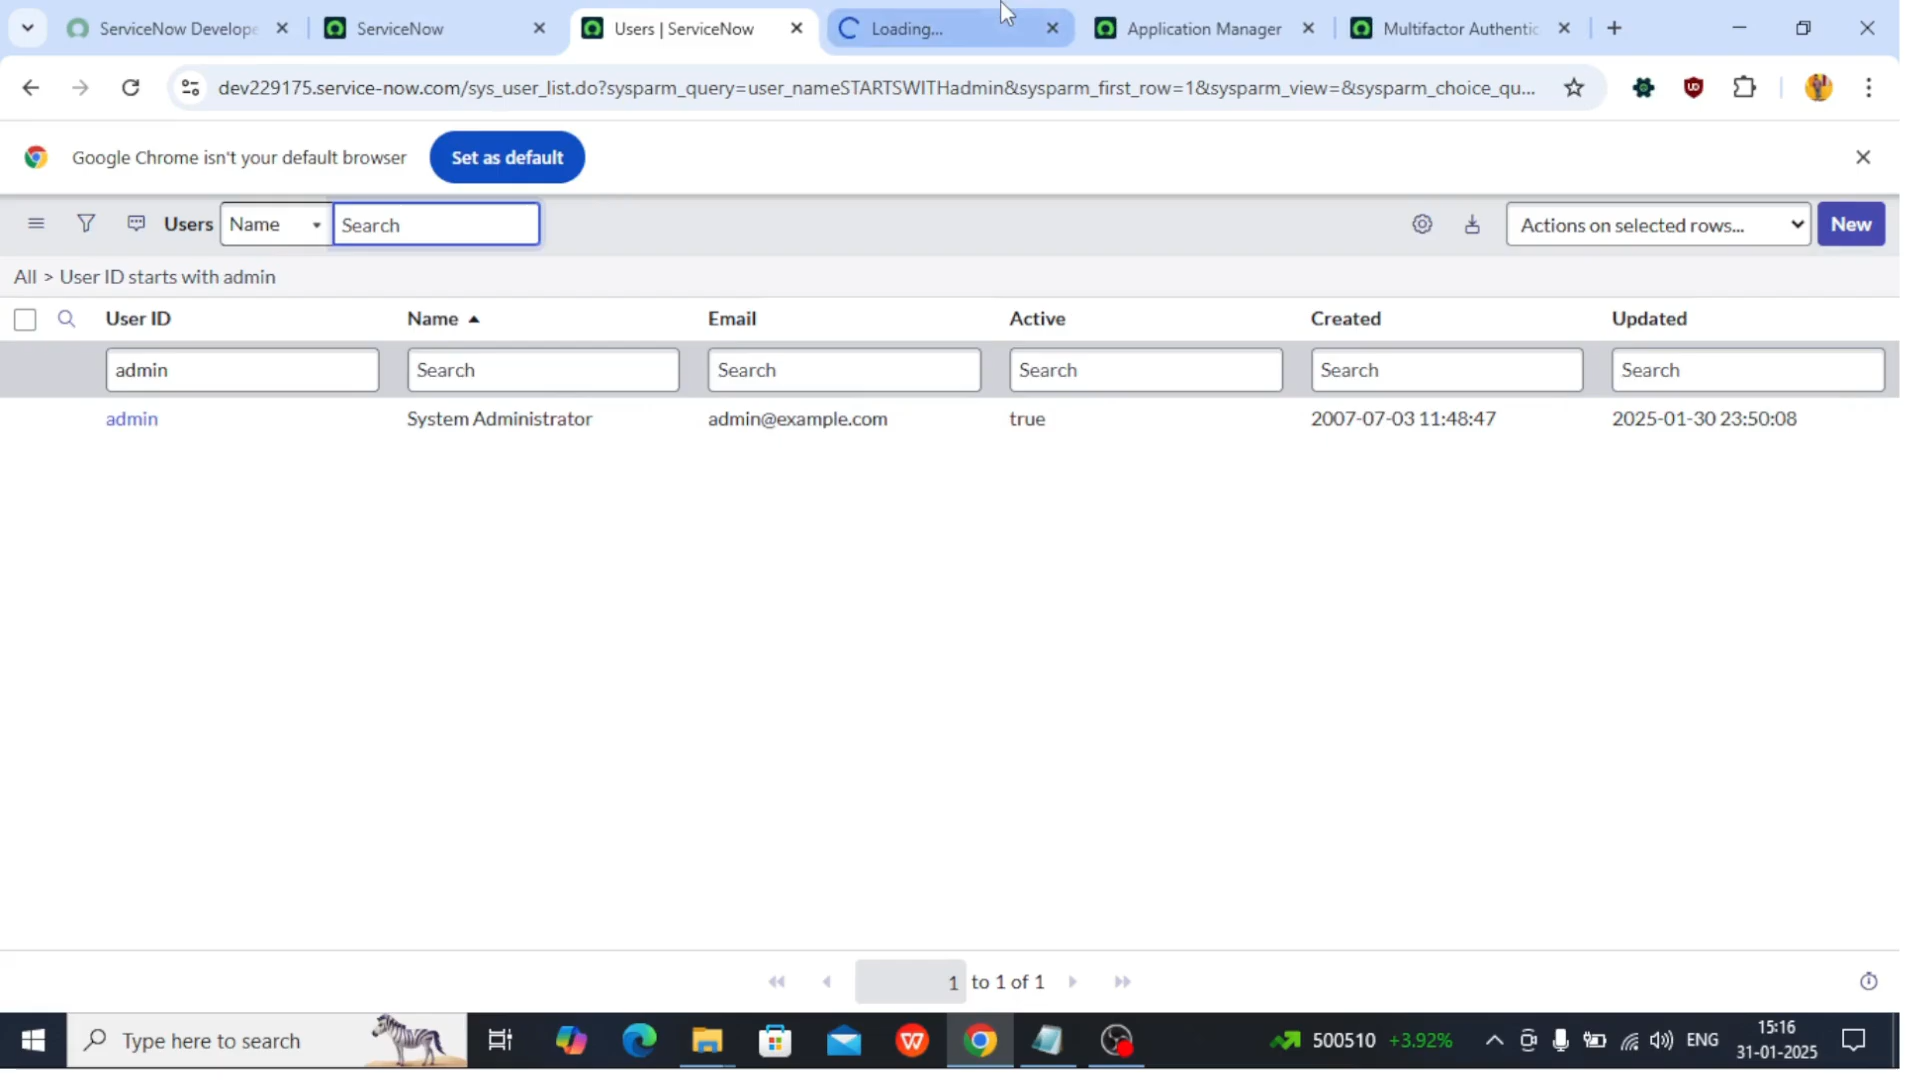 ServiceNow Develope
ServiceNow
Users | ServiceNow
Loading...
Application Manager
Multifactor Authentic
dev229175.service-now.com/sys_user_list.do?sysparm_query=user_nameSTARTSWITHadmin&sysparm_first_row=1&sysparm_view=&sysparm_choice_qu...
Google Chrome isn't your default browser
Set as default
Users
Name
Search
Actions on selected rows...
New
All > User ID starts with admin
User ID
Name
Email
Active
Created
Updated
admin
Search
Search
Search
Search
Search
admin
System Administrator
admin@example.com
true
2007-07-03 11:48:47
2025-01-30 23:50:08
1 to 1 of 1
Type here to search
500510 +3.92%
ENG
15:16
31-01-2025